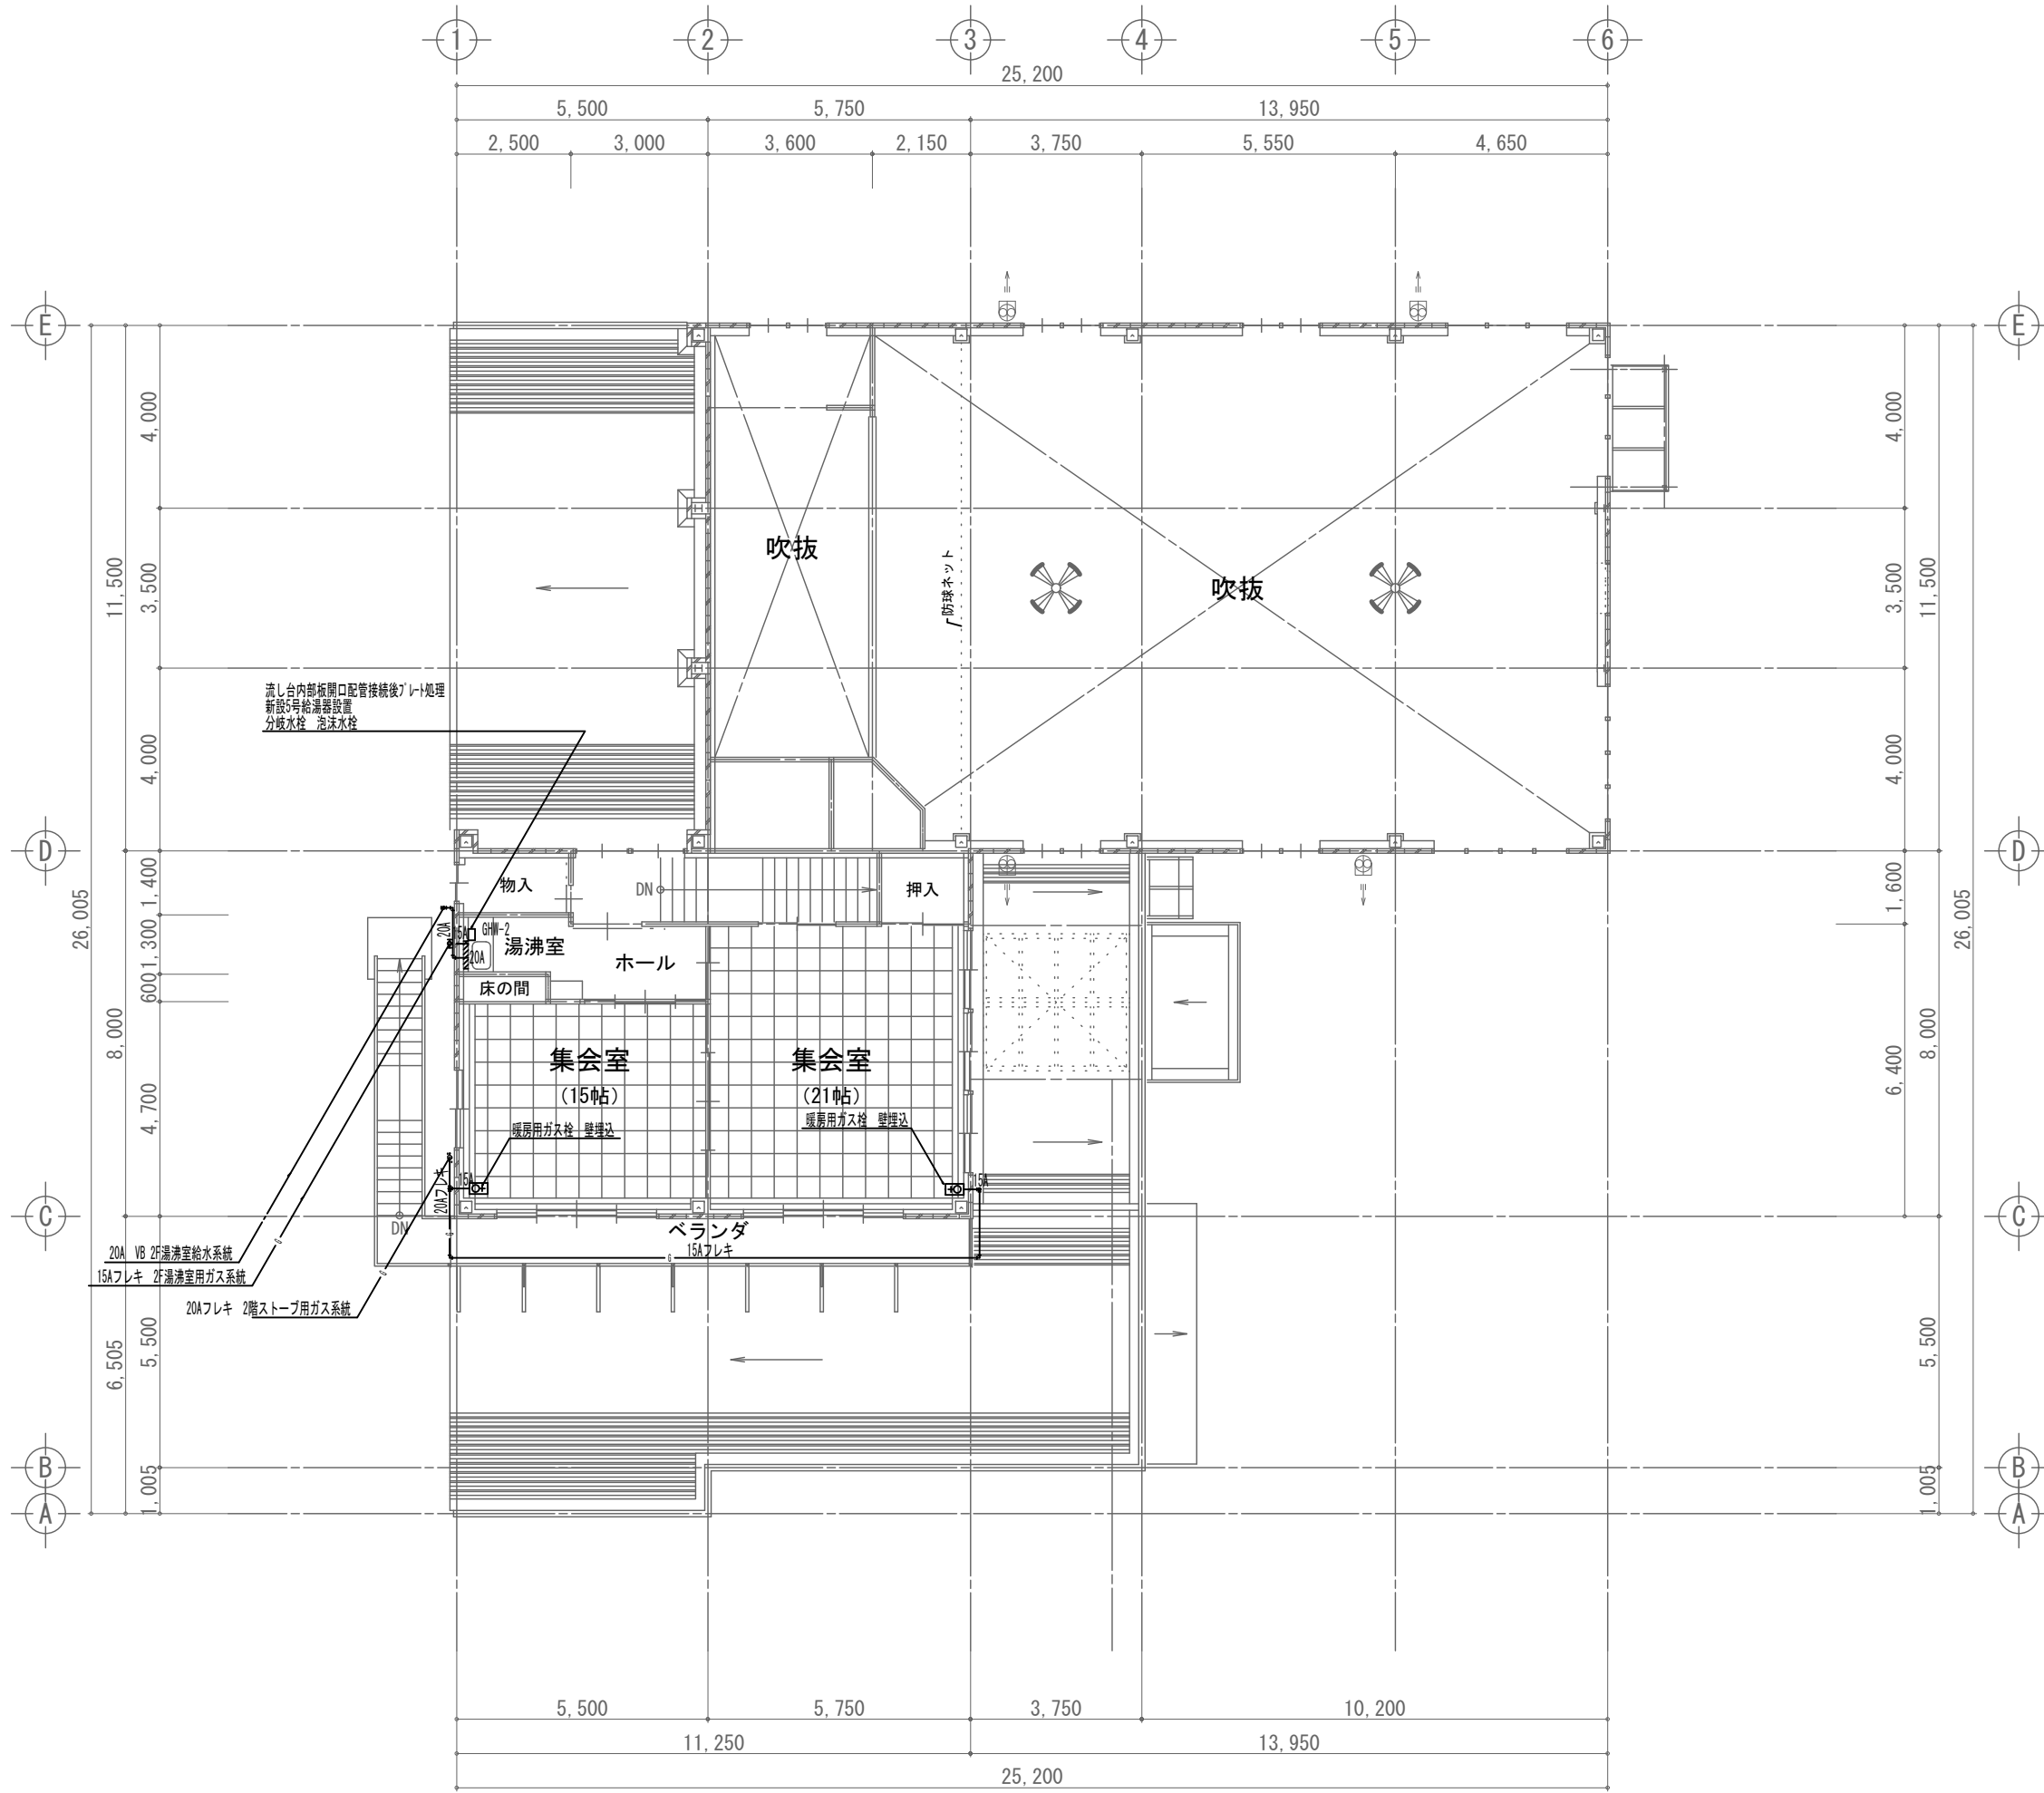 1 2 3 4 5 6
25,200
5,500 5,750 13,950
2,500 3,000 3,600 2,150 3,750 5,550 4,650
E E
4,000 4,000
11,500 3,500 3,500 11,500
吹抜
吹抜
防球ネット
流し台内部板開口配管接続後プレート処理
新設5号給湯器設置
分岐水栓 泡沫水栓
4,000 4,000
D D
1,400 1,600
物入
DN
押入
26,005 26,005
20A
15A
GHW-2
湯沸室
20A
ホール
1,300
床の間
600
8,000 8,000
集会室
(15帖)
集会室
(21帖)
4,700 6,400
暖房用ガス栓 壁埋込
暖房用ガス栓 壁埋込
15A
15A
20Aフレキ
C C
DN
ベランダ
G 15Aフレキ
G
G
G
20A VB 2F湯沸室給水系統
15Aフレキ 2F湯沸室用ガス系統
20Aフレキ 2階ストーブ用ガス系統
6,505 5,500 5,500
B B
1,005 1,005
A A
5,500 5,750 3,750 10,200
11,250 13,950
25,200